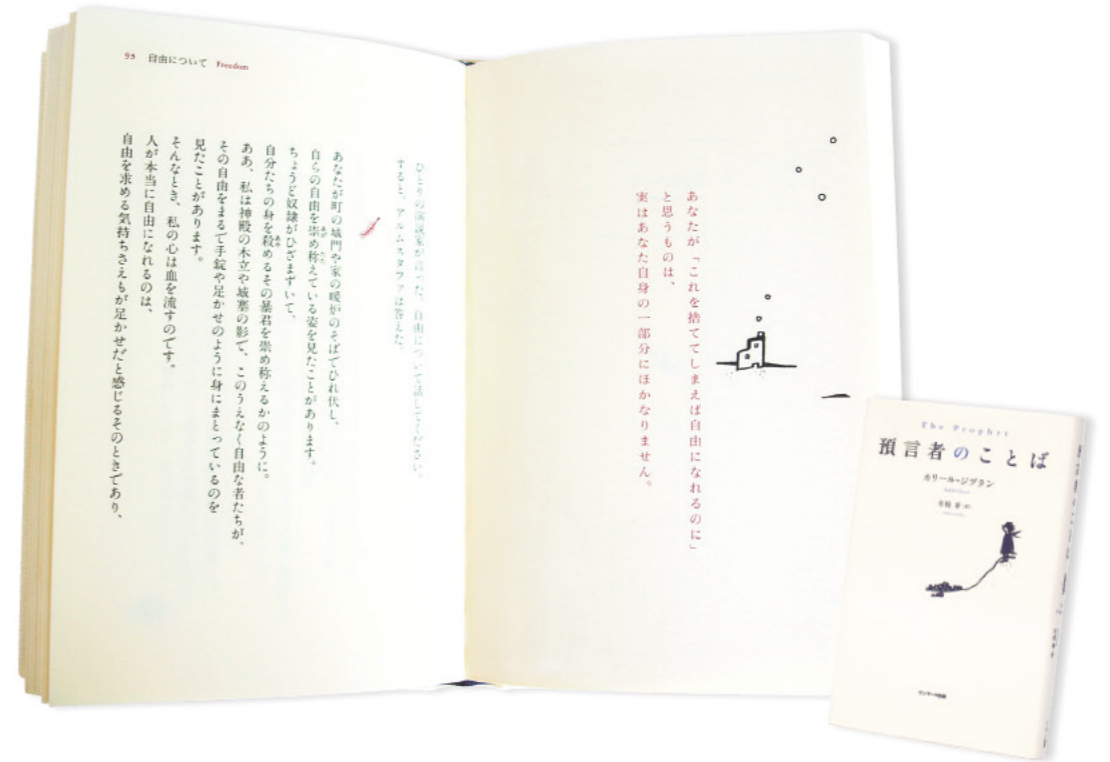 あなたが「これを捨ててしまえば自由になれるのに」
と思うものは、
実はあなた自身の一部分にほかなりません。
93 自由について Freedom
ひとりの演説家が言った、自由について話してください。
すると、アルムスタファは答えた。
あなたが町の城門や家の暖炉のそばでひれ伏し、
自らの自由を崇め称えている姿を見たことがあります。
ちょうど奴隷がひざまずいて、
自分たちの身を殺めるその暴君を崇め称えるかのように。
ああ、私は神殿の木立や城塞の影で、このうえなく自由な者たちが、
その自由をまるで手錠や足かせのように身にまとっているのを
見たことがあります。
そんなとき、私の心は血を流すのです。
人が本当に自由になれるのは、
自由を求める気持ちさえもが足かせだと感じるそのときであり、
The Prophet
預言者のことば
カリール・ジブラン
サンマーク出版
預言者のことば